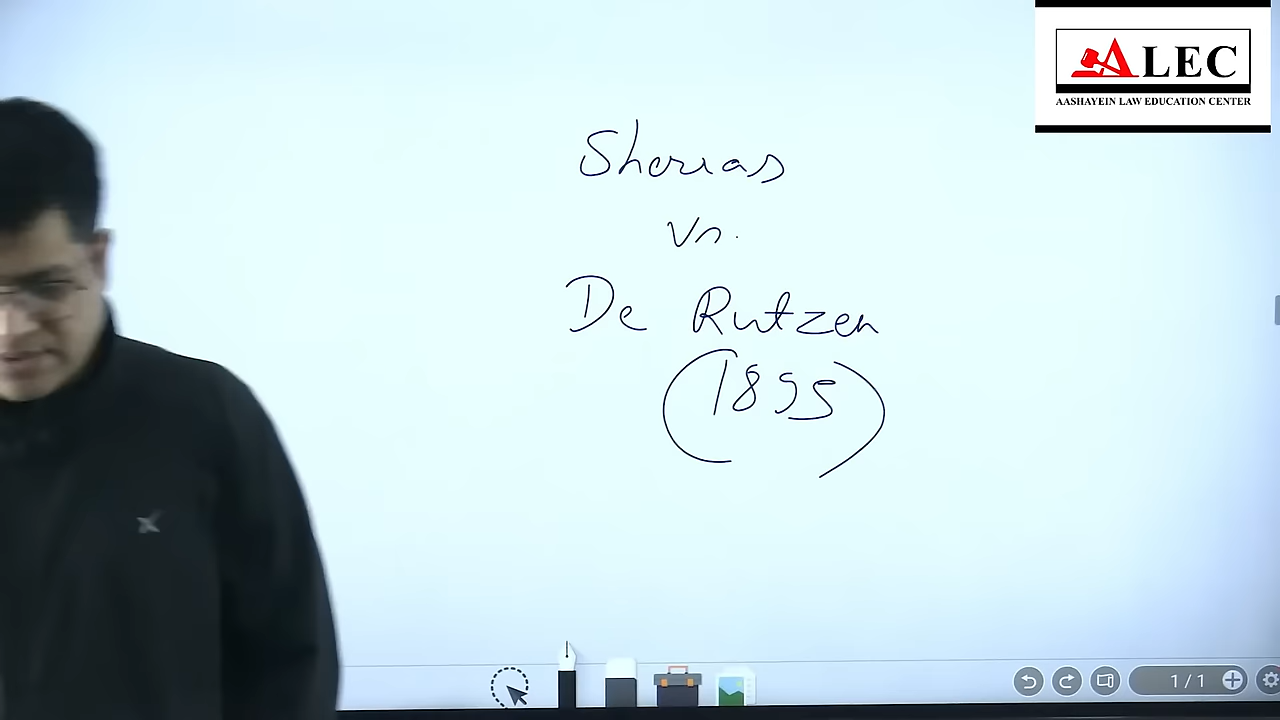 ALEC
AASHAYEIN LAW EDUCATION CENTER
Sherras
Vs.
De Rutzen
(1895)
1/1